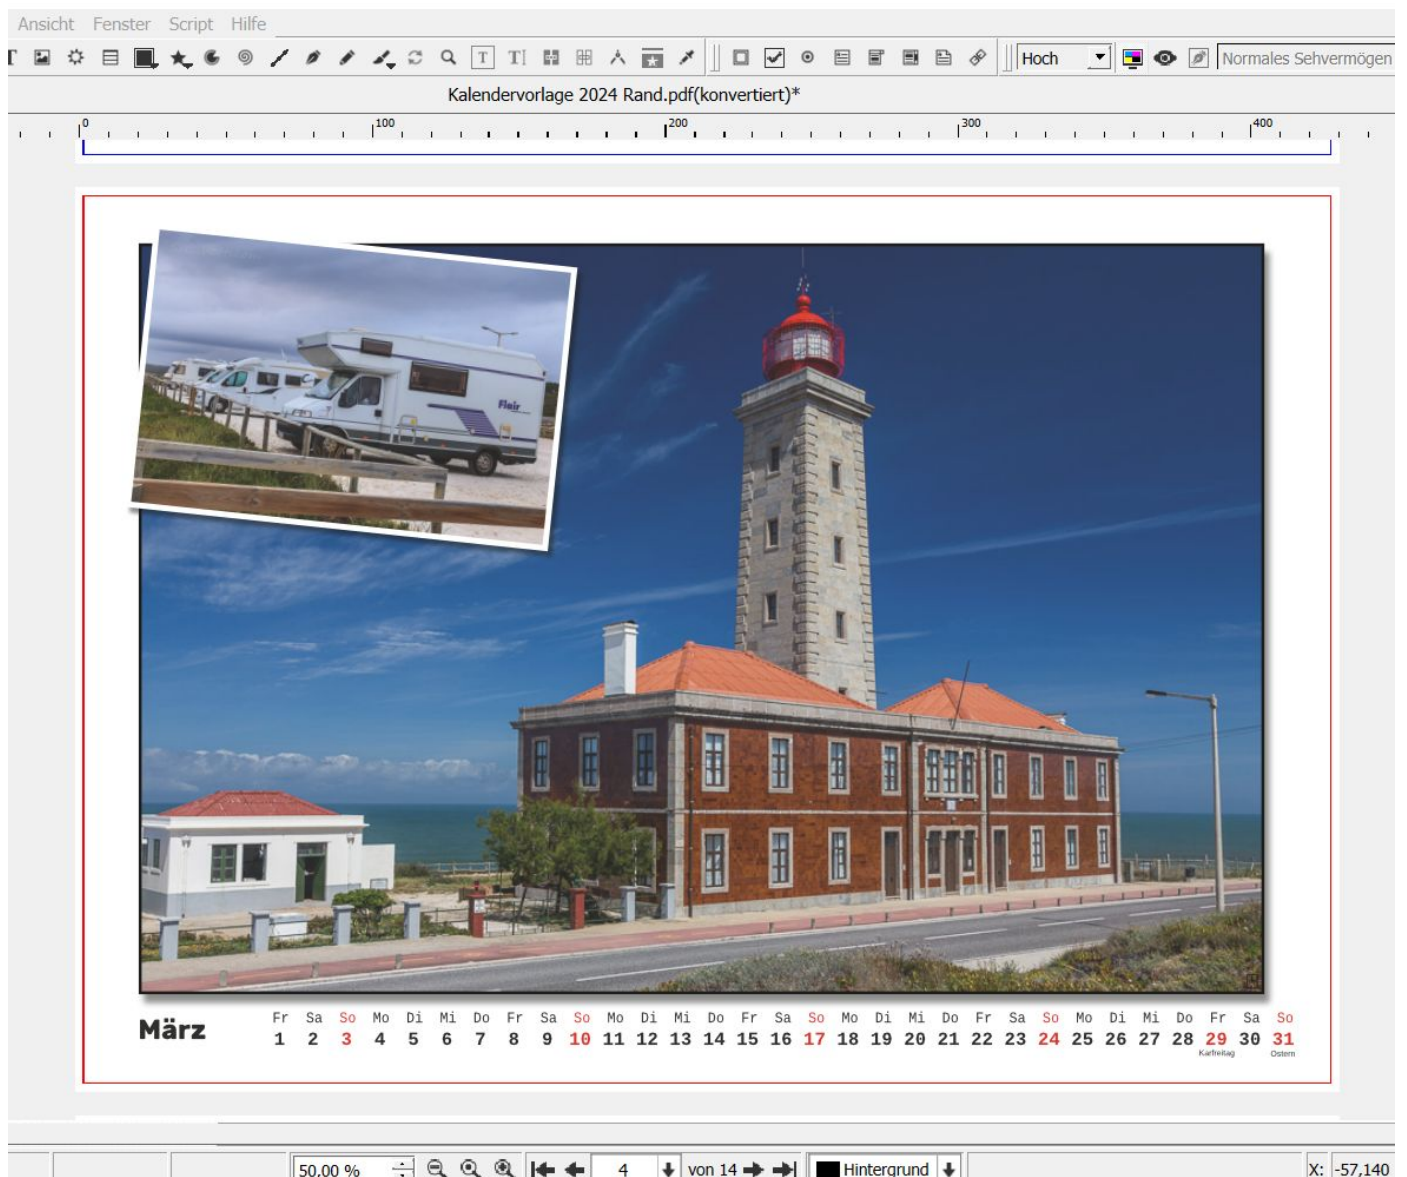 Ansicht Fenster Script Hilfe
T T Hoch Normales Sehvermögen
Kalendervorlage 2024 Rand.pdf(konvertiert)*
0 100 200 300 400
Flair
März
Fr Sa So Mo Di Mi Do Fr Sa So Mo Di Mi Do Fr Sa So Mo Di Mi Do Fr Sa So Mo Di Mi Do Fr Sa So
1 2 3 4 5 6 7 8 9 10 11 12 13 14 15 16 17 18 19 20 21 22 23 24 25 26 27 28 29 30 31
Karfreitag Ostern
50,00 % 4 von 14 Hintergrund X: -57,140